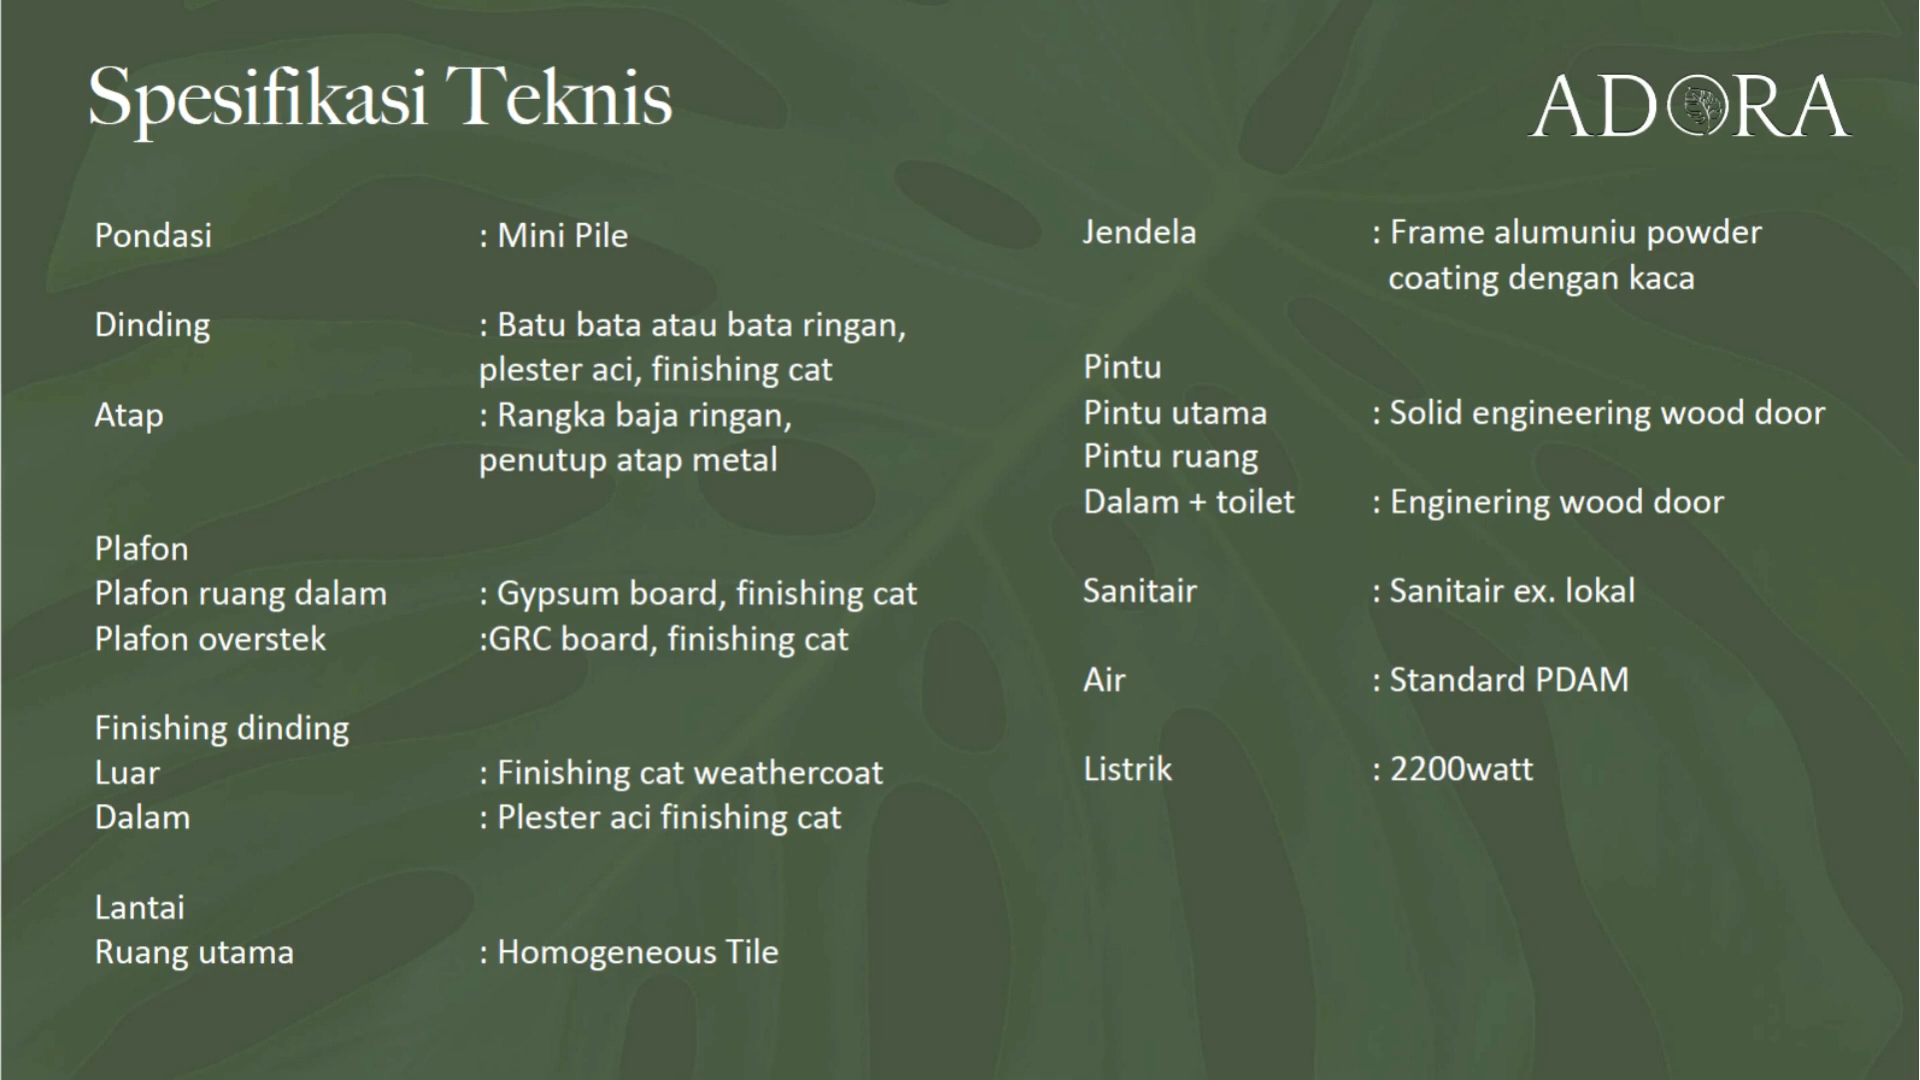 Spesifikasi Teknis
ADORA
Pondasi : Mini Pile
Dinding : Batu bata atau bata ringan,
plester aci, finishing cat
Atap : Rangka baja ringan,
penutup atap metal
Plafon
Plafon ruang dalam : Gypsum board, finishing cat
Plafon overstek :GRC board, finishing cat
Finishing dinding
Luar : Finishing cat weathercoat
Dalam : Plester aci finishing cat
Lantai
Ruang utama : Homogeneous Tile
Jendela : Frame alumuniu powder
coating dengan kaca
Pintu
Pintu utama : Solid engineering wood door
Pintu ruang
Dalam + toilet : Enginering wood door
Sanitair : Sanitair ex. lokal
Air : Standard PDAM
Listrik : 2200watt